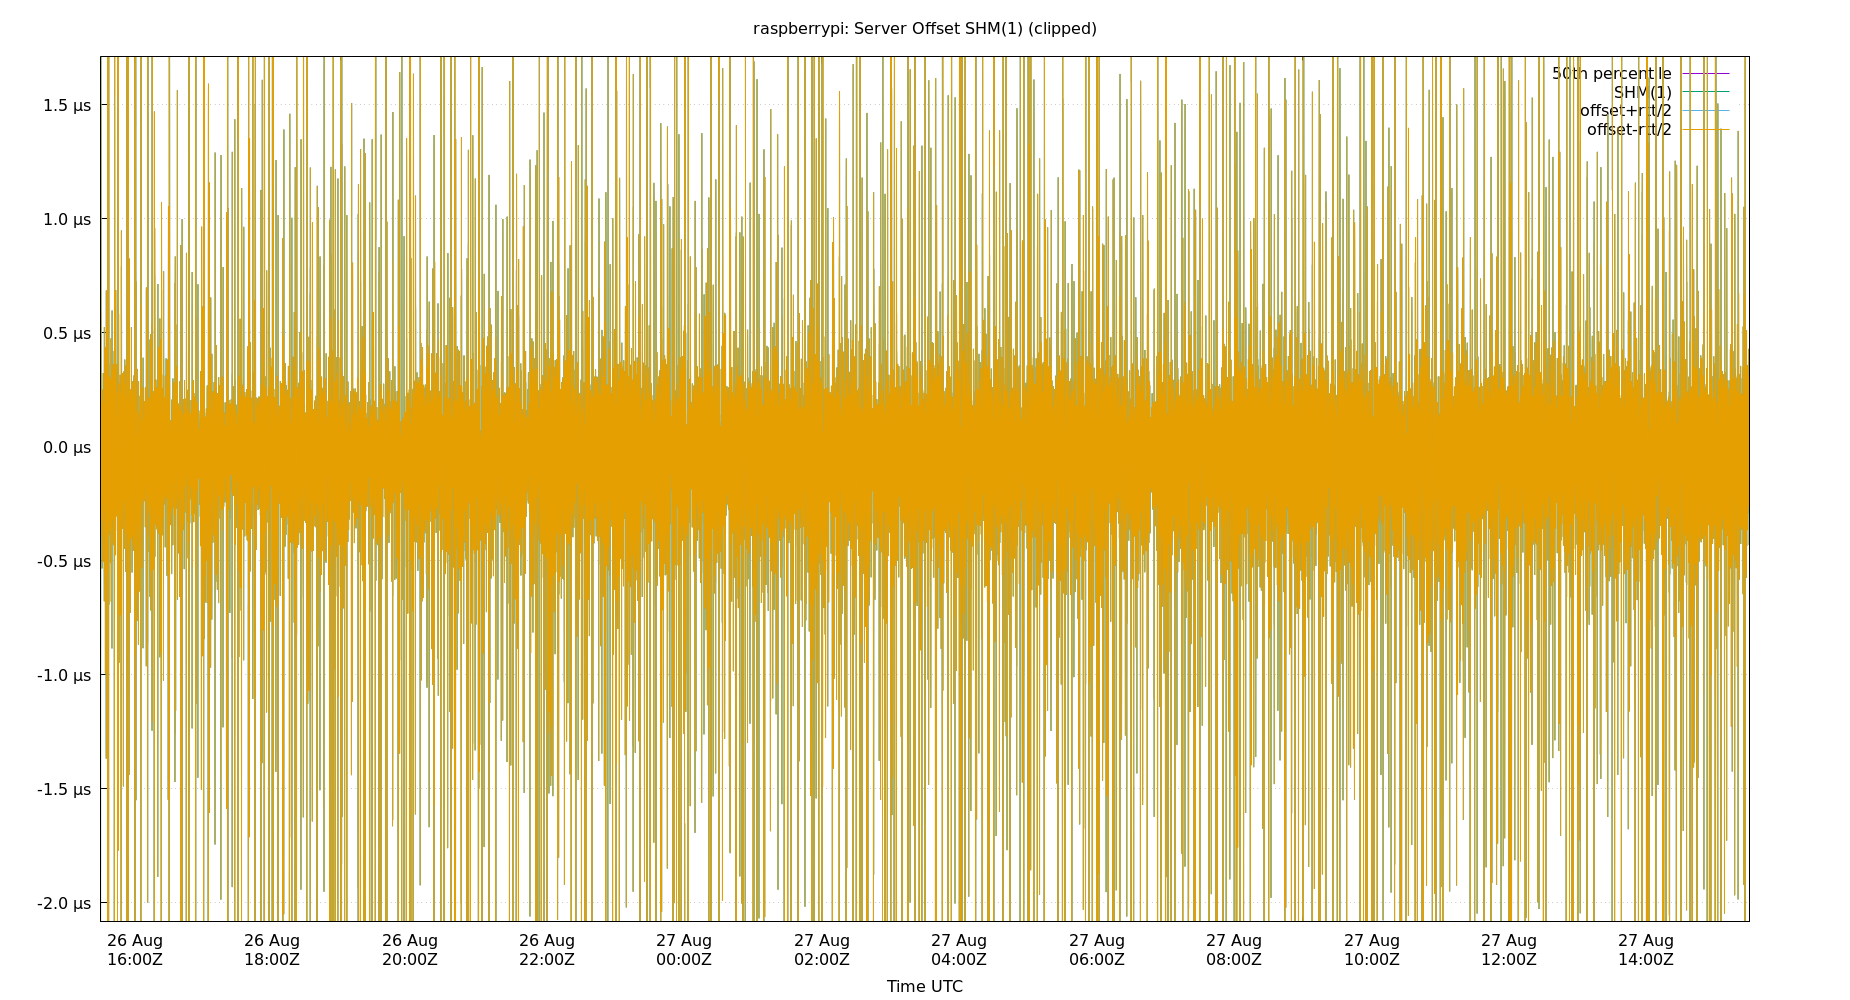 raspberrypi: Server Offset SHM(1) (clipped)
50th percentile
SHM(1)
offset+rtt/2
offset-rtt/2
1.5 µs
1.0 µs
0.5 µs
0.0 µs
-0.5 µs
-1.0 µs
-1.5 µs
-2.0 µs
26 Aug 26 Aug 26 Aug 26 Aug 27 Aug 27 Aug 27 Aug 27 Aug 27 Aug 27 Aug 27 Aug 27 Aug
16:00Z 18:00Z 20:00Z 22:00Z 00:00Z 02:00Z 04:00Z 06:00Z 08:00Z 10:00Z 12:00Z 14:00Z
Time UTC